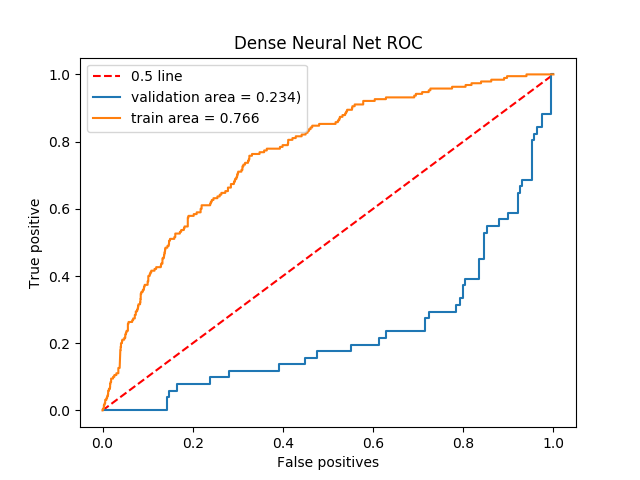 Dense Neural Net ROC
0.5 line
validation area = 0.234)
train area = 0.766
True positive
1.0
0.8
0.6
0.4
0.2
0.0
0.0 0.2 0.4 0.6 0.8 1.0
False positives